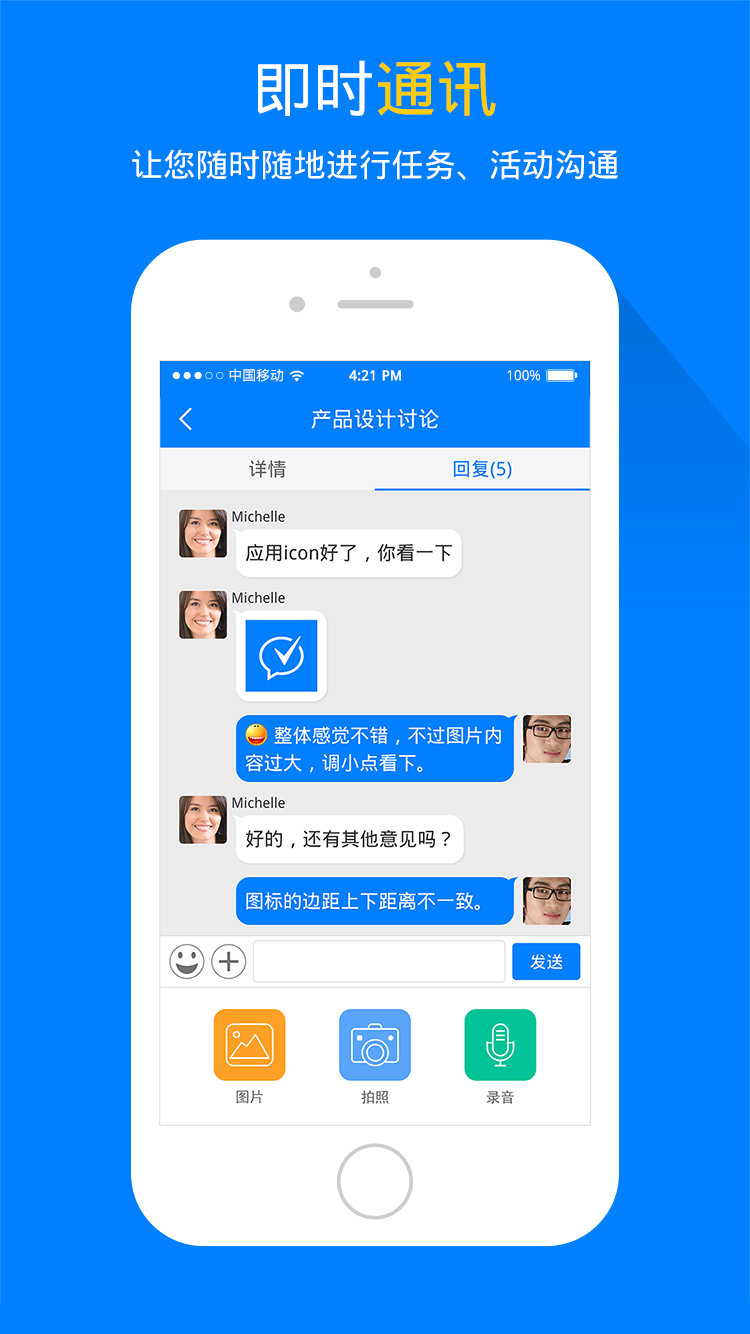 即时通讯
让您随时随地进行任务、活动沟通
中国移动 4:21 PM 100%
产品设计讨论
详情 回复(5)
Michelle
应用icon好了，你看一下
Michelle
整体感觉不错，不过图片内
容过大，调小点看下。
Michelle
好的，还有其他意见吗？
图标的边距上下距离不一致。
发送
图片 拍照 录音